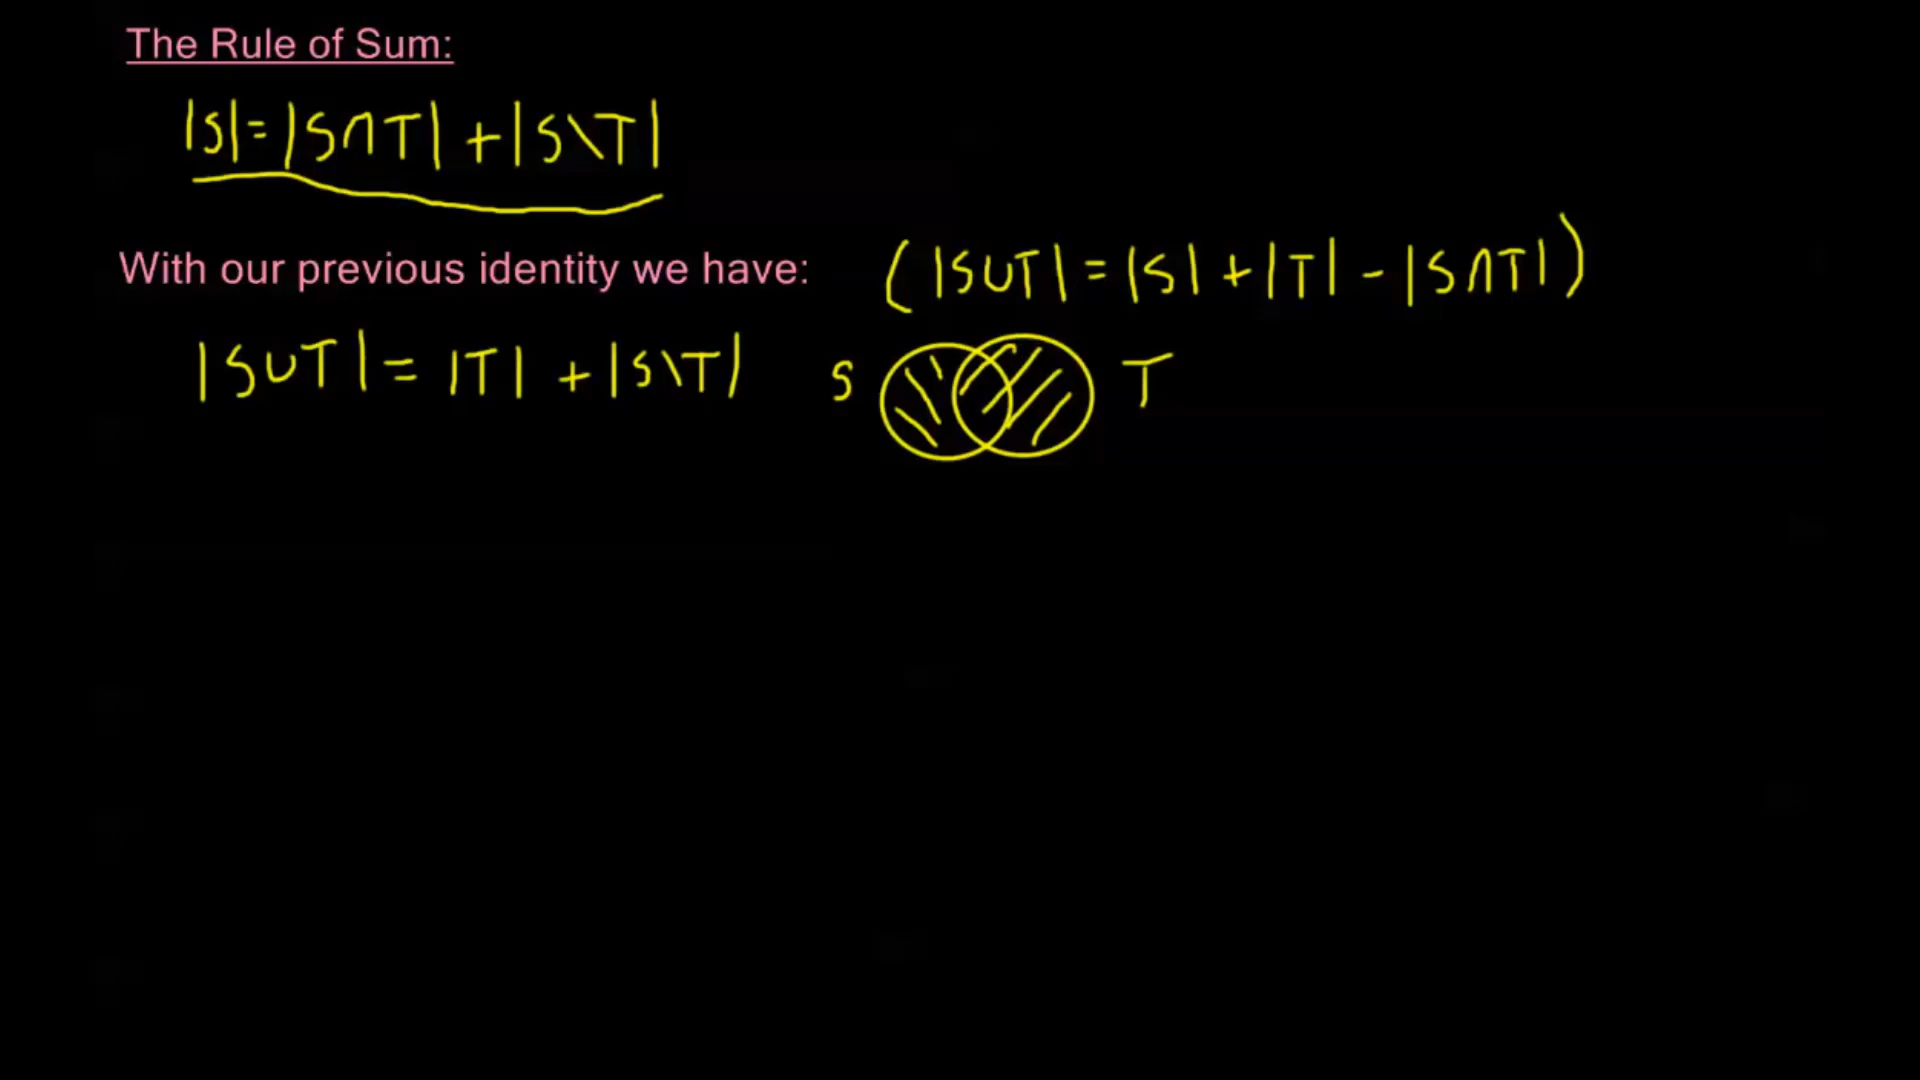 The Rule of Sum:
|S|=|S∩T|+|S\T|
With our previous identity we have: (|S∪T|=|S|+|T|-|S∩T|)
|S∪T|=|T|+|S\T| S T